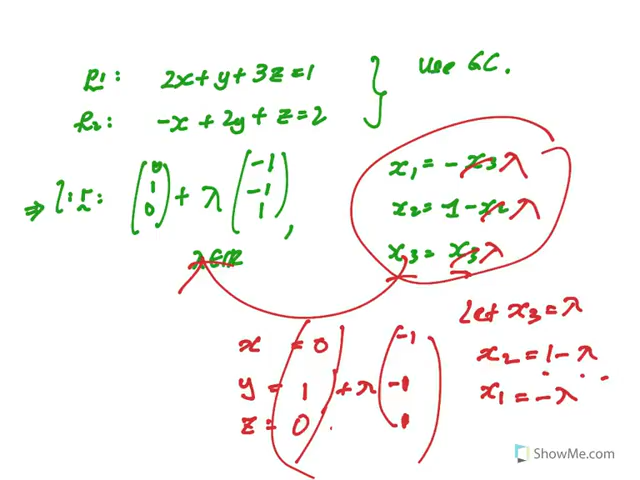 P1: 2x+y+3z=1
P2: -x+2y+z=2
use GC.
⇒ l: r: (0 1 0) + λ (-1 -1 1),
λ∈ℝ
x₁ = -x₃ λ
x₂ = 1-x₂ λ
x₃ = x₃ λ
let x₃ = λ
x₂ = 1-λ
x₁ = -λ
x = 0 -1
y = 1 + λ -1
z = 0 1
ShowMe.com